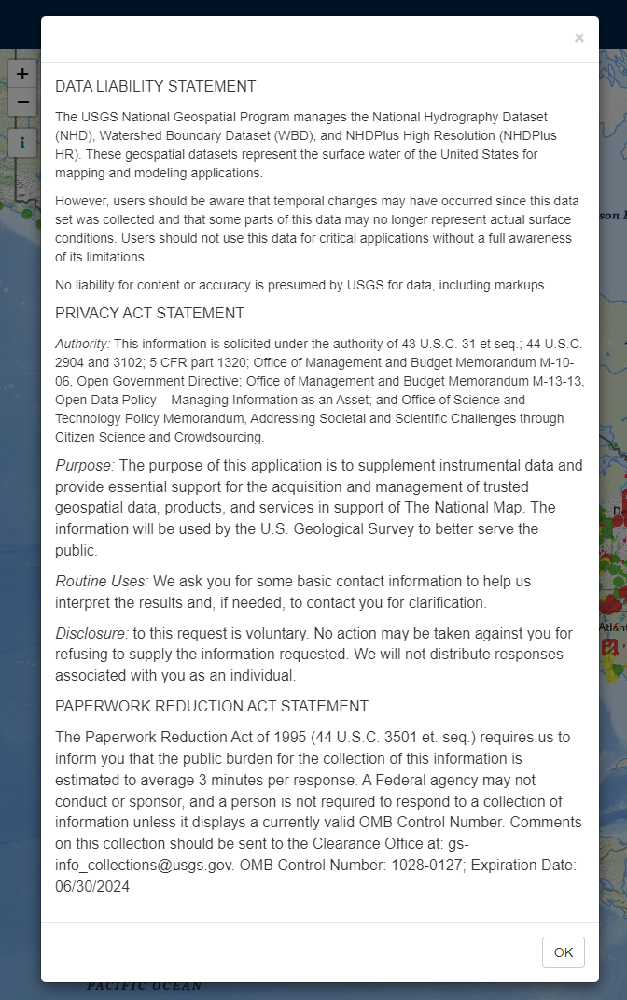 ×
+
−
i
DATA LIABILITY STATEMENT
The USGS National Geospatial Program manages the National Hydrography Dataset
(NHD), Watershed Boundary Dataset (WBD), and NHDPlus High Resolution (NHDPlus
HR). These geospatial datasets represent the surface water of the United States for
mapping and modeling applications.
However, users should be aware that temporal changes may have occurred since this data
set was collected and that some parts of this data may no longer represent actual surface
conditions. Users should not use this data for critical applications without a full awareness
of its limitations.
No liability for content or accuracy is presumed by USGS for data, including markups.
PRIVACY ACT STATEMENT
Authority: This information is solicited under the authority of 43 U.S.C. 31 et seq.; 44 U.S.C.
2904 and 3102; 5 CFR part 1320; Office of Management and Budget Memorandum M-10-
06, Open Government Directive; Office of Management and Budget Memorandum M-13-13,
Open Data Policy – Managing Information as an Asset; and Office of Science and
Technology Policy Memorandum, Addressing Societal and Scientific Challenges through
Citizen Science and Crowdsourcing.
Purpose: The purpose of this application is to supplement instrumental data and
provide essential support for the acquisition and management of trusted
geospatial data, products, and services in support of The National Map. The
information will be used by the U.S. Geological Survey to better serve the
public.
Routine Uses: We ask you for some basic contact information to help us
interpret the results and, if needed, to contact you for clarification.
Disclosure: to this request is voluntary. No action may be taken against you for
refusing to supply the information requested. We will not distribute responses
associated with you as an individual.
PAPERWORK REDUCTION ACT STATEMENT
The Paperwork Reduction Act of 1995 (44 U.S.C. 3501 et. seq.) requires us to
inform you that the public burden for the collection of this information is
estimated to average 3 minutes per response. A Federal agency may not
conduct or sponsor, and a person is not required to respond to a collection of
information unless it displays a currently valid OMB Control Number. Comments
on this collection should be sent to the Clearance Office at: gs-
info_collections@usgs.gov. OMB Control Number: 1028-0127; Expiration Date:
06/30/2024
OK
son
Atlant
PACIFIC OCEAN